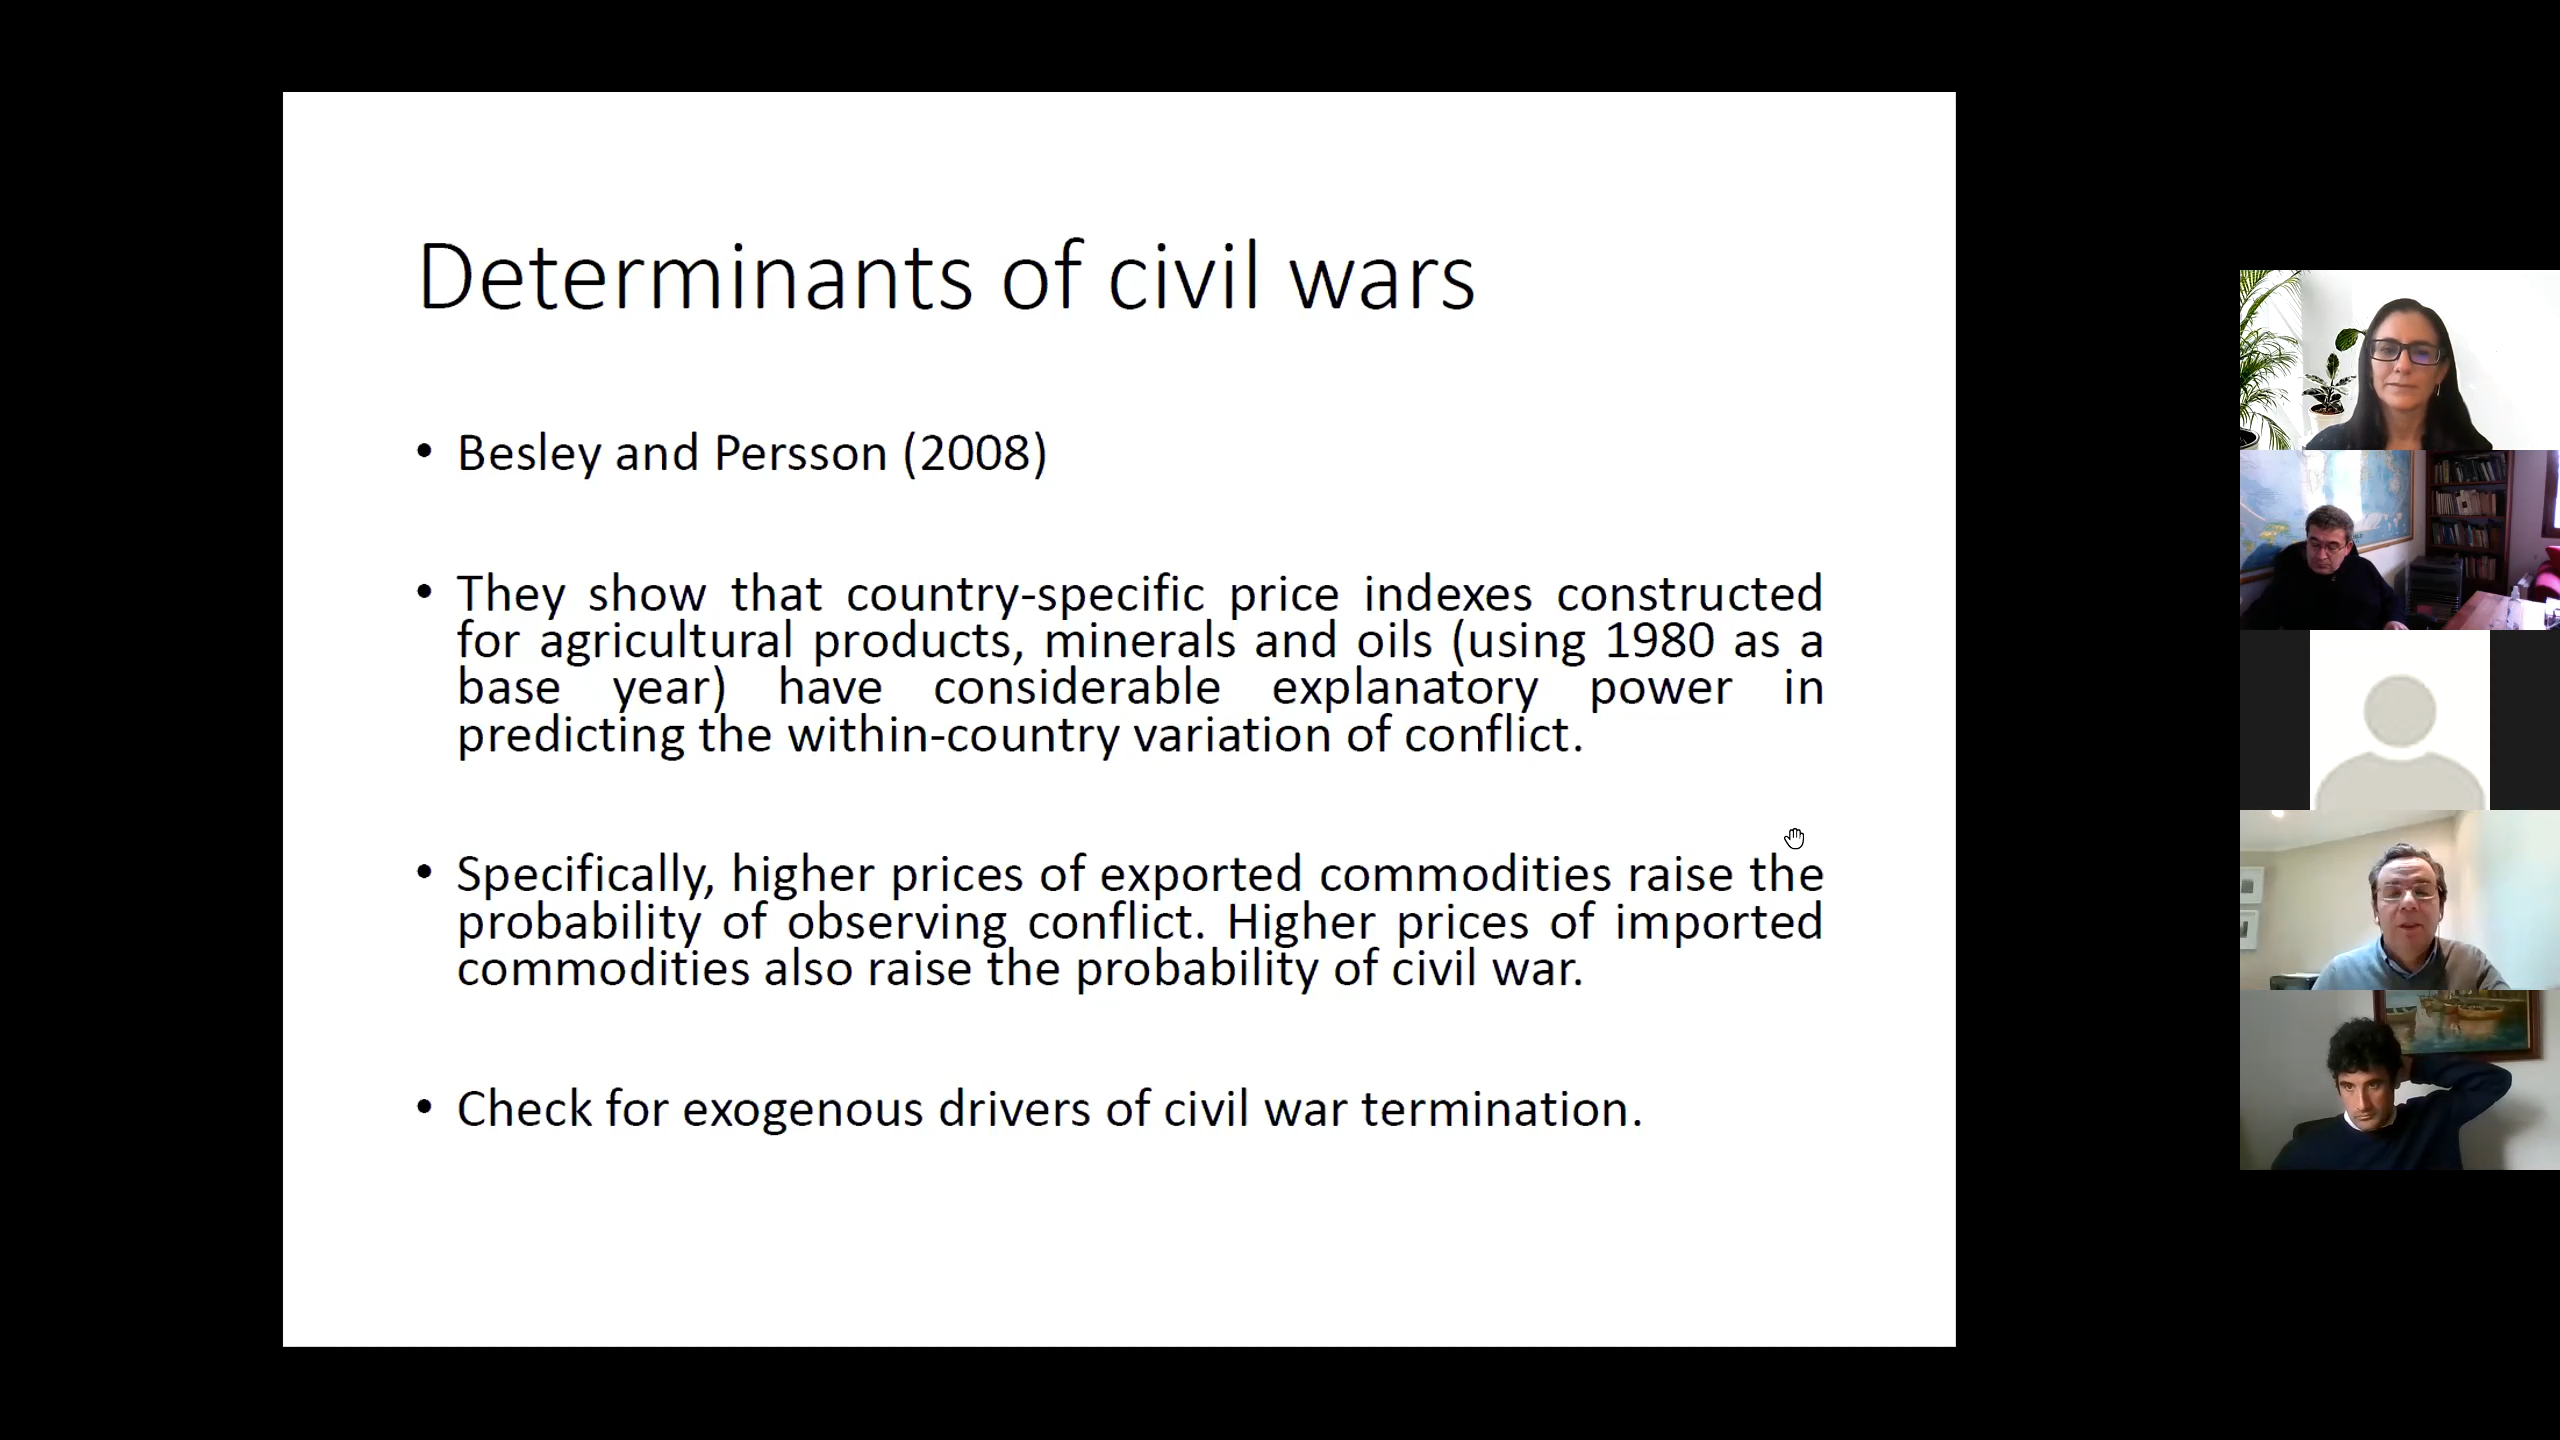 Determinants of civil wars
• Besley and Persson (2008)
• They show that country-specific price indexes constructed
for agricultural products, minerals and oils (using 1980 as a
base year) have considerable explanatory power in
predicting the within-country variation of conflict.
• Specifically, higher prices of exported commodities raise the
probability of observing conflict. Higher prices of imported
commodities also raise the probability of civil war.
• Check for exogenous drivers of civil war termination.